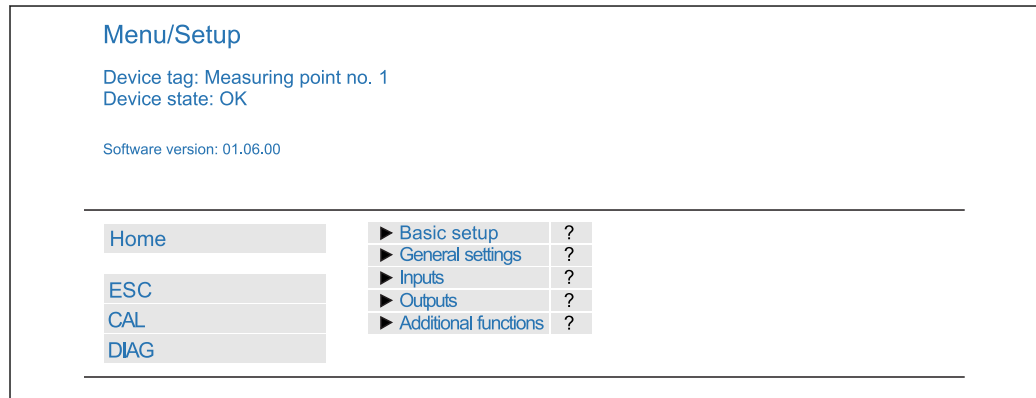 Menu/Setup
Device tag: Measuring point no. 1
Device state: OK
Software version: 01.06.00
Home
ESC
CAL
DIAG
► Basic setup ?
► General settings ?
► Inputs ?
► Outputs ?
► Additional functions ?